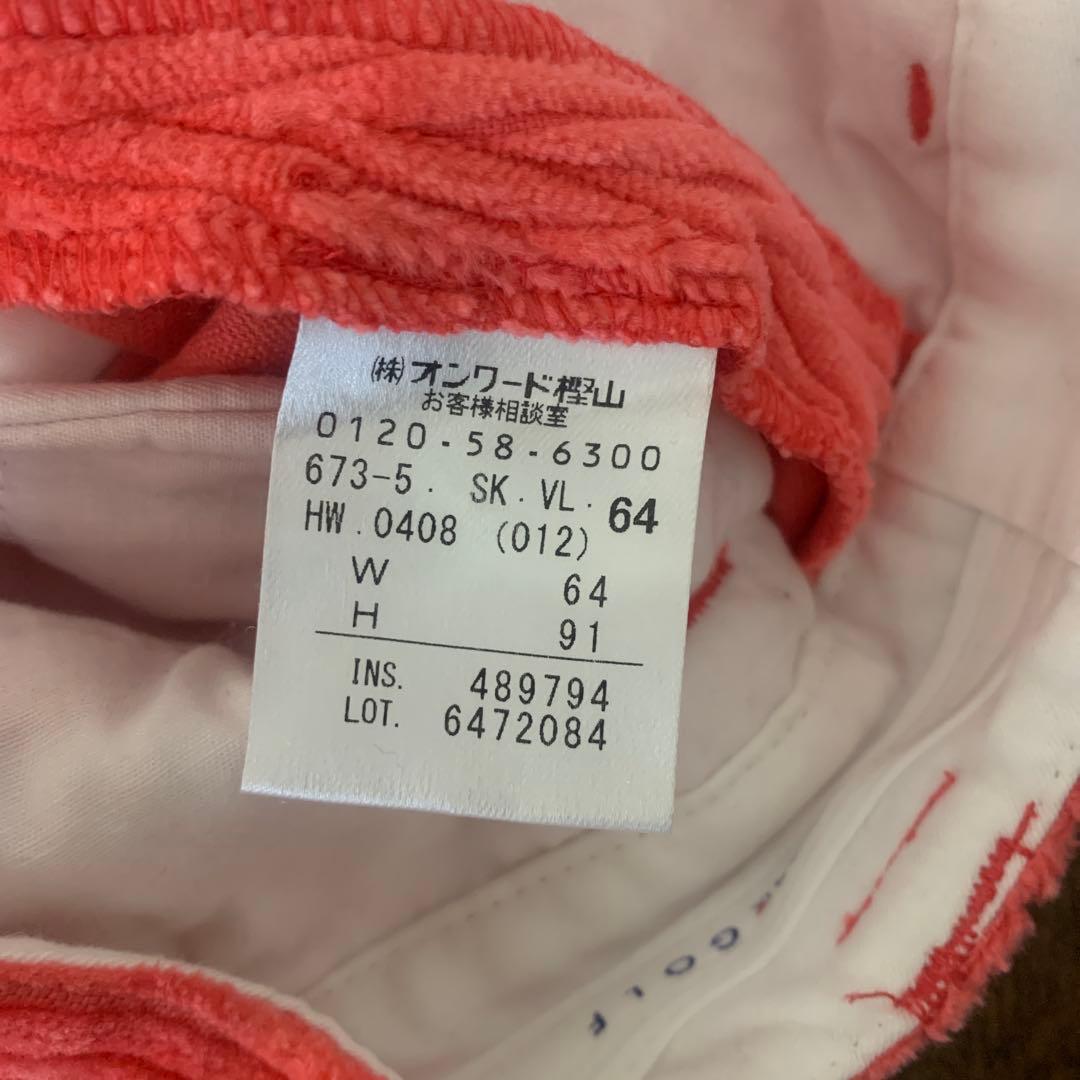 (株)オンワード樫山
お客様相談室
0120-58-6300
673-5. SK.VL. 64
HW.0408 (012)
W 64
H 91
INS. 489794
LOT. 6472084
GOLF